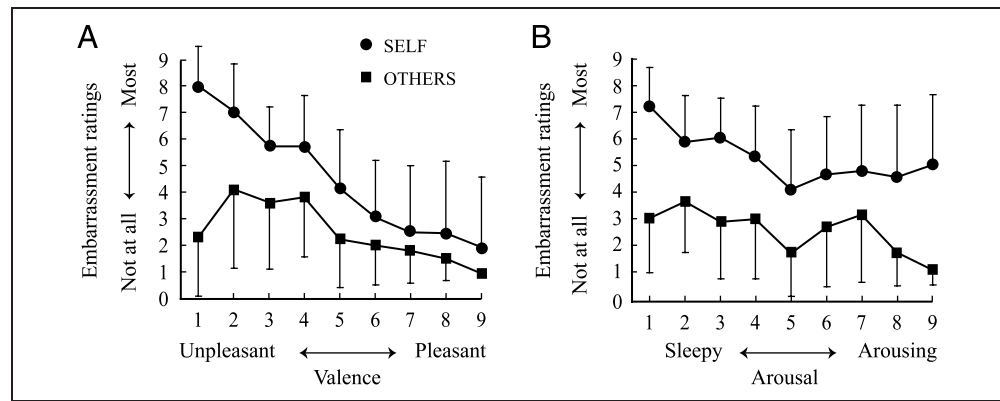 A
SELF
OTHERS
Embarrassment ratings
Not at all
Most
9
8
7
6
5
4
3
2
1
0
1 2 3 4 5 6 7 8 9
Unpleasant Pleasant
Valence
B
Embarrassment ratings
Not at all
Most
9
8
7
6
5
4
3
2
1
0
1 2 3 4 5 6 7 8 9
Sleepy Arousing
Arousal